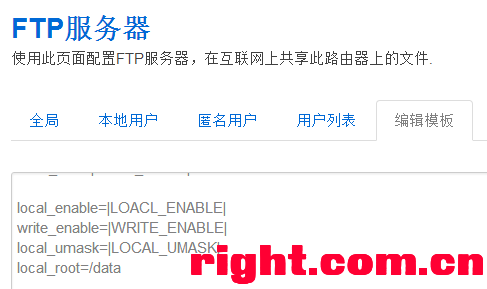 FTP服务器
使用此页面配置FTP服务器，在互联网上共享此路由器上的文件.
全局 本地用户 匿名用户 用户列表 编辑模板
local_enable=|LOACL_ENABLE|
write_enable=|WRITE_ENABLE|
local_umask=|LOCAL_UMASK|
local_root=/data
right.com.cn